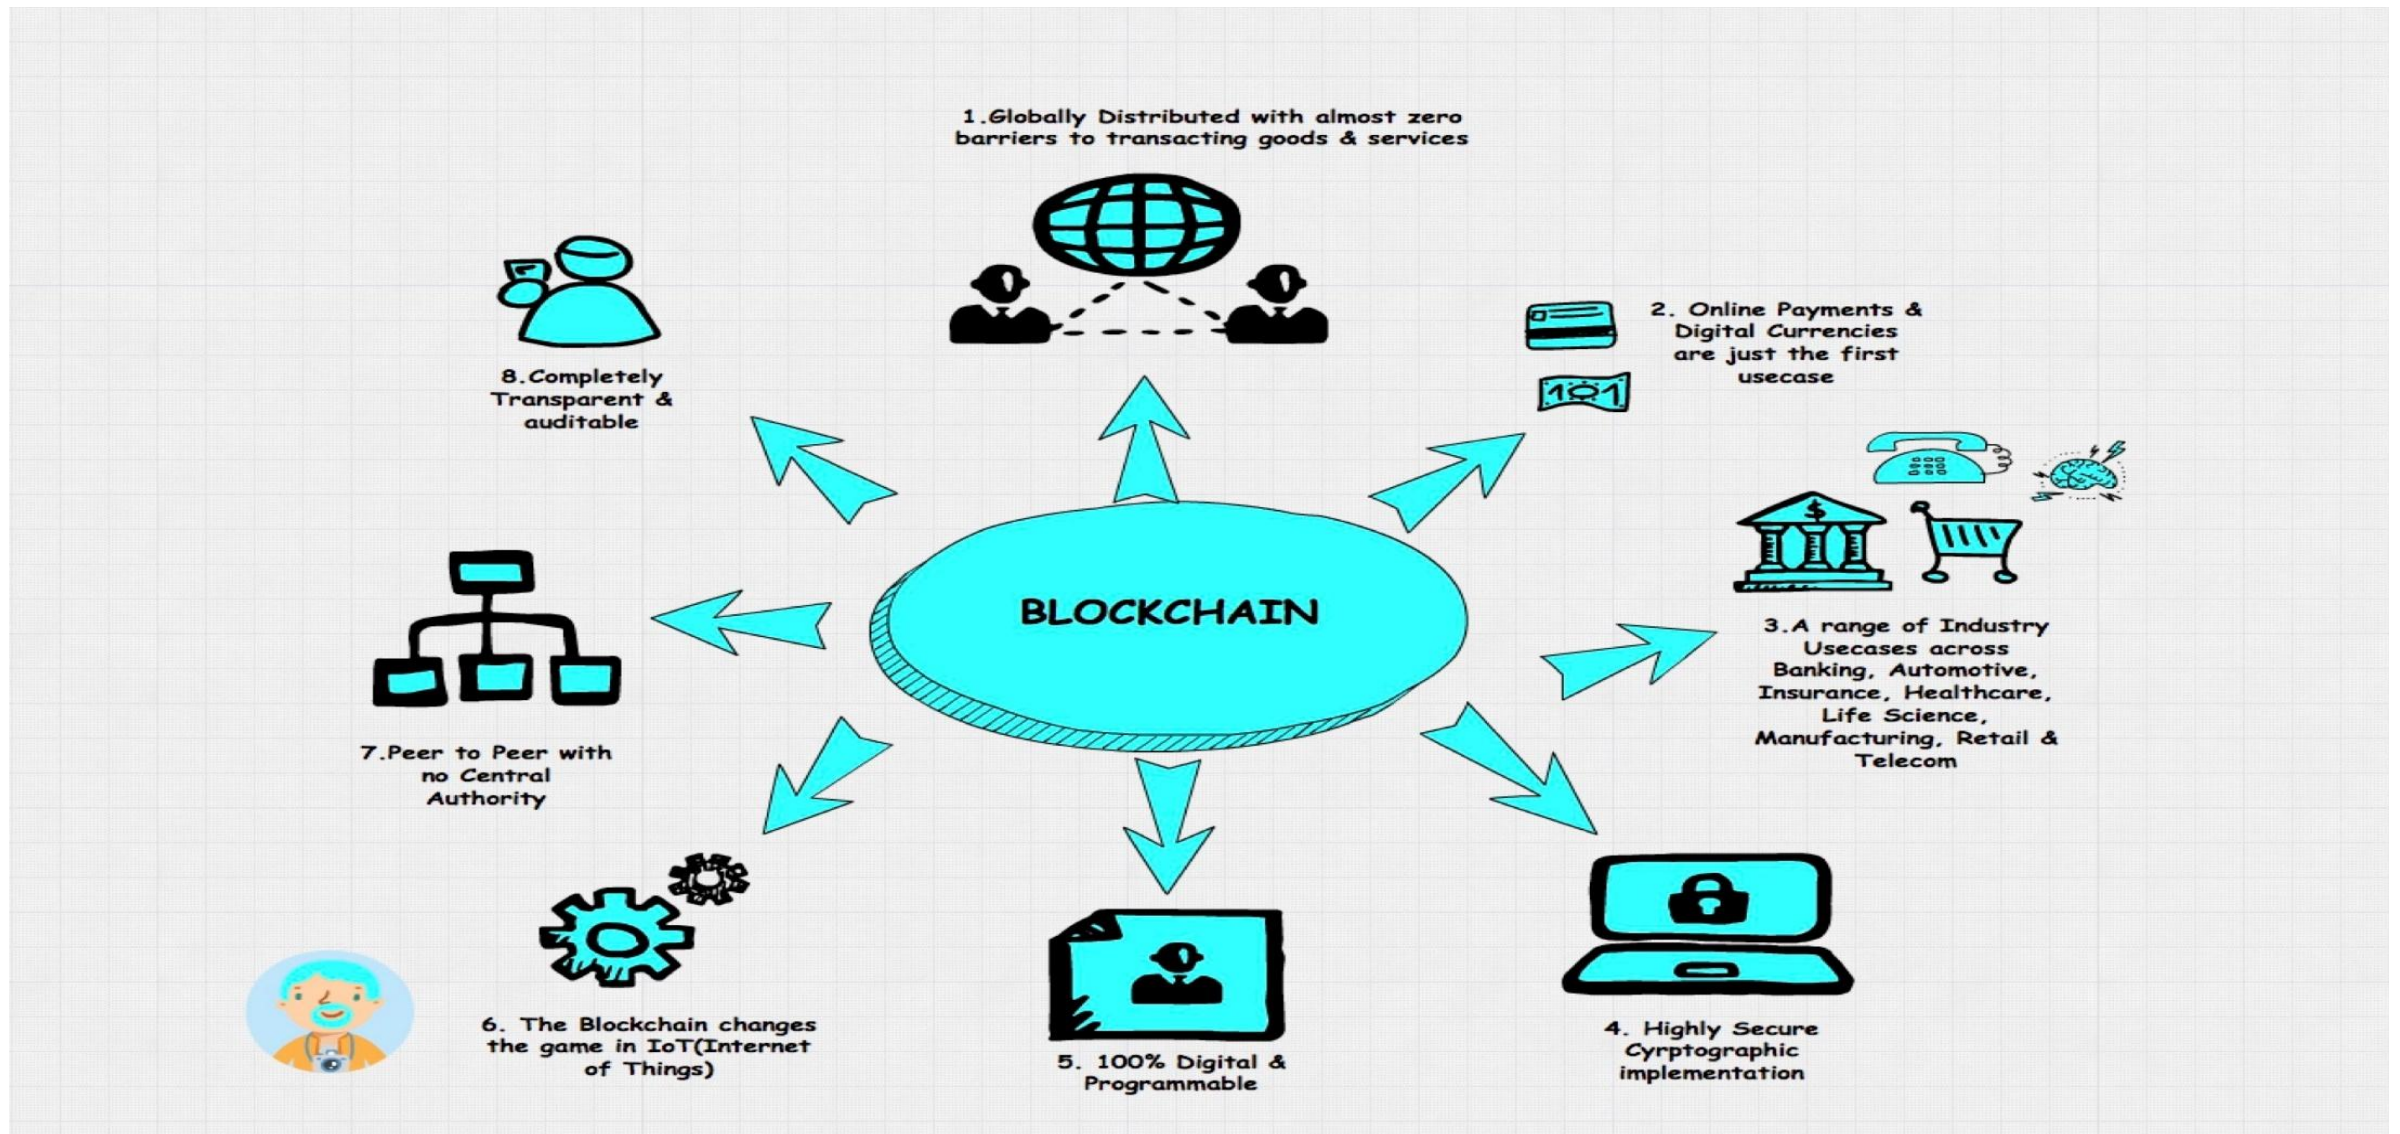 1.Globally Distributed with almost zero
barriers to transacting goods & services
2. Online Payments &
Digital Currencies
are just the first
usecase
101
$
3.A range of Industry
Usecases across
Banking, Automotive,
Insurance, Healthcare,
Life Science,
Manufacturing, Retail &
Telecom
4. Highly Secure
Cyrptographic
implementation
5. 100% Digital &
Programmable
6. The Blockchain changes
the game in IoT(Internet
of Things)
7.Peer to Peer with
no Central
Authority
8.Completely
Transparent &
auditable
BLOCKCHAIN